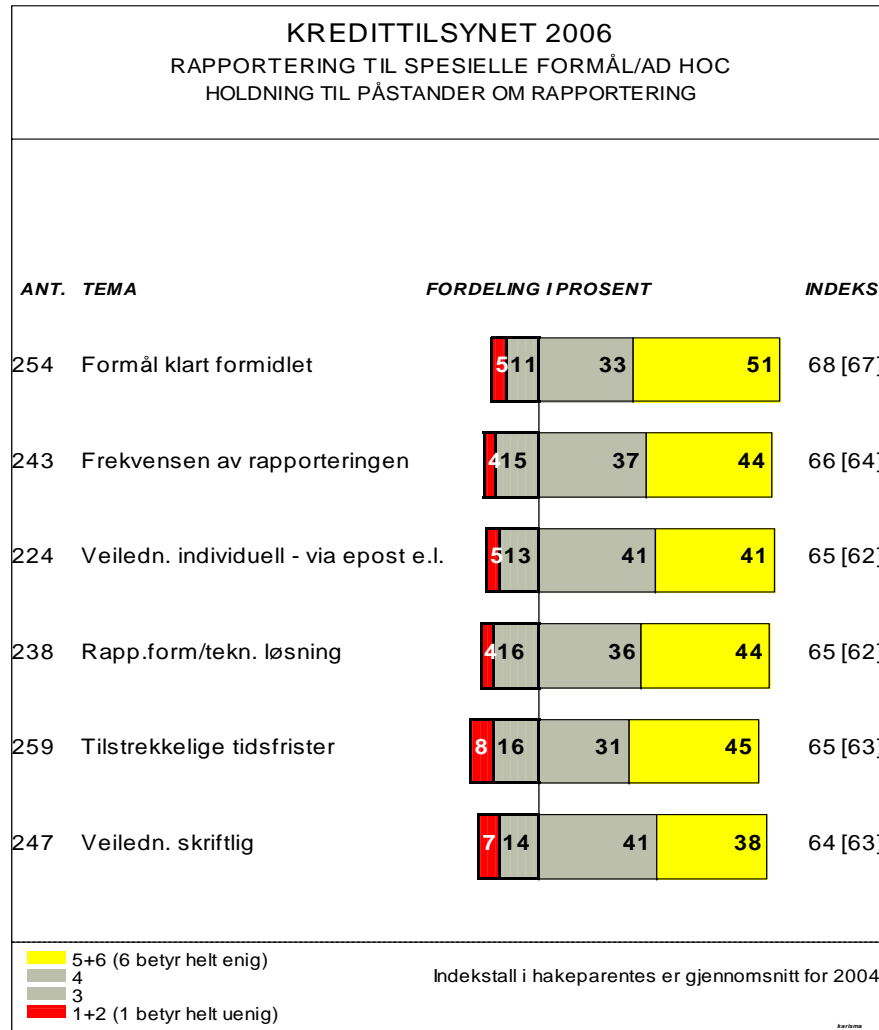 KREDITTILSYNET 2006
RAPPORTERING TIL SPESIELLE FORMÅL/AD HOC
HOLDNING TIL PÅSTANDER OM RAPPORTERING
ANT. TEMA FORDELING I PROSENT INDEKS
254 Formål klart formidlet 5 11 33 51 68 [67]
243 Frekvensen av rapporteringen 4 15 37 44 66 [64]
224 Veiledn. individuell - via epost e.l. 5 13 41 41 65 [62]
238 Rapp.form/tekn. løsning 4 16 36 44 65 [62]
259 Tilstrekkelige tidsfrister 8 16 31 45 65 [63]
247 Veiledn. skriftlig 7 14 41 38 64 [63]
5+6 (6 betyr helt enig)
4
3
1+2 (1 betyr helt uenig)
Indekstall i hakeparentes er gjennomsnitt for 2004
karisma